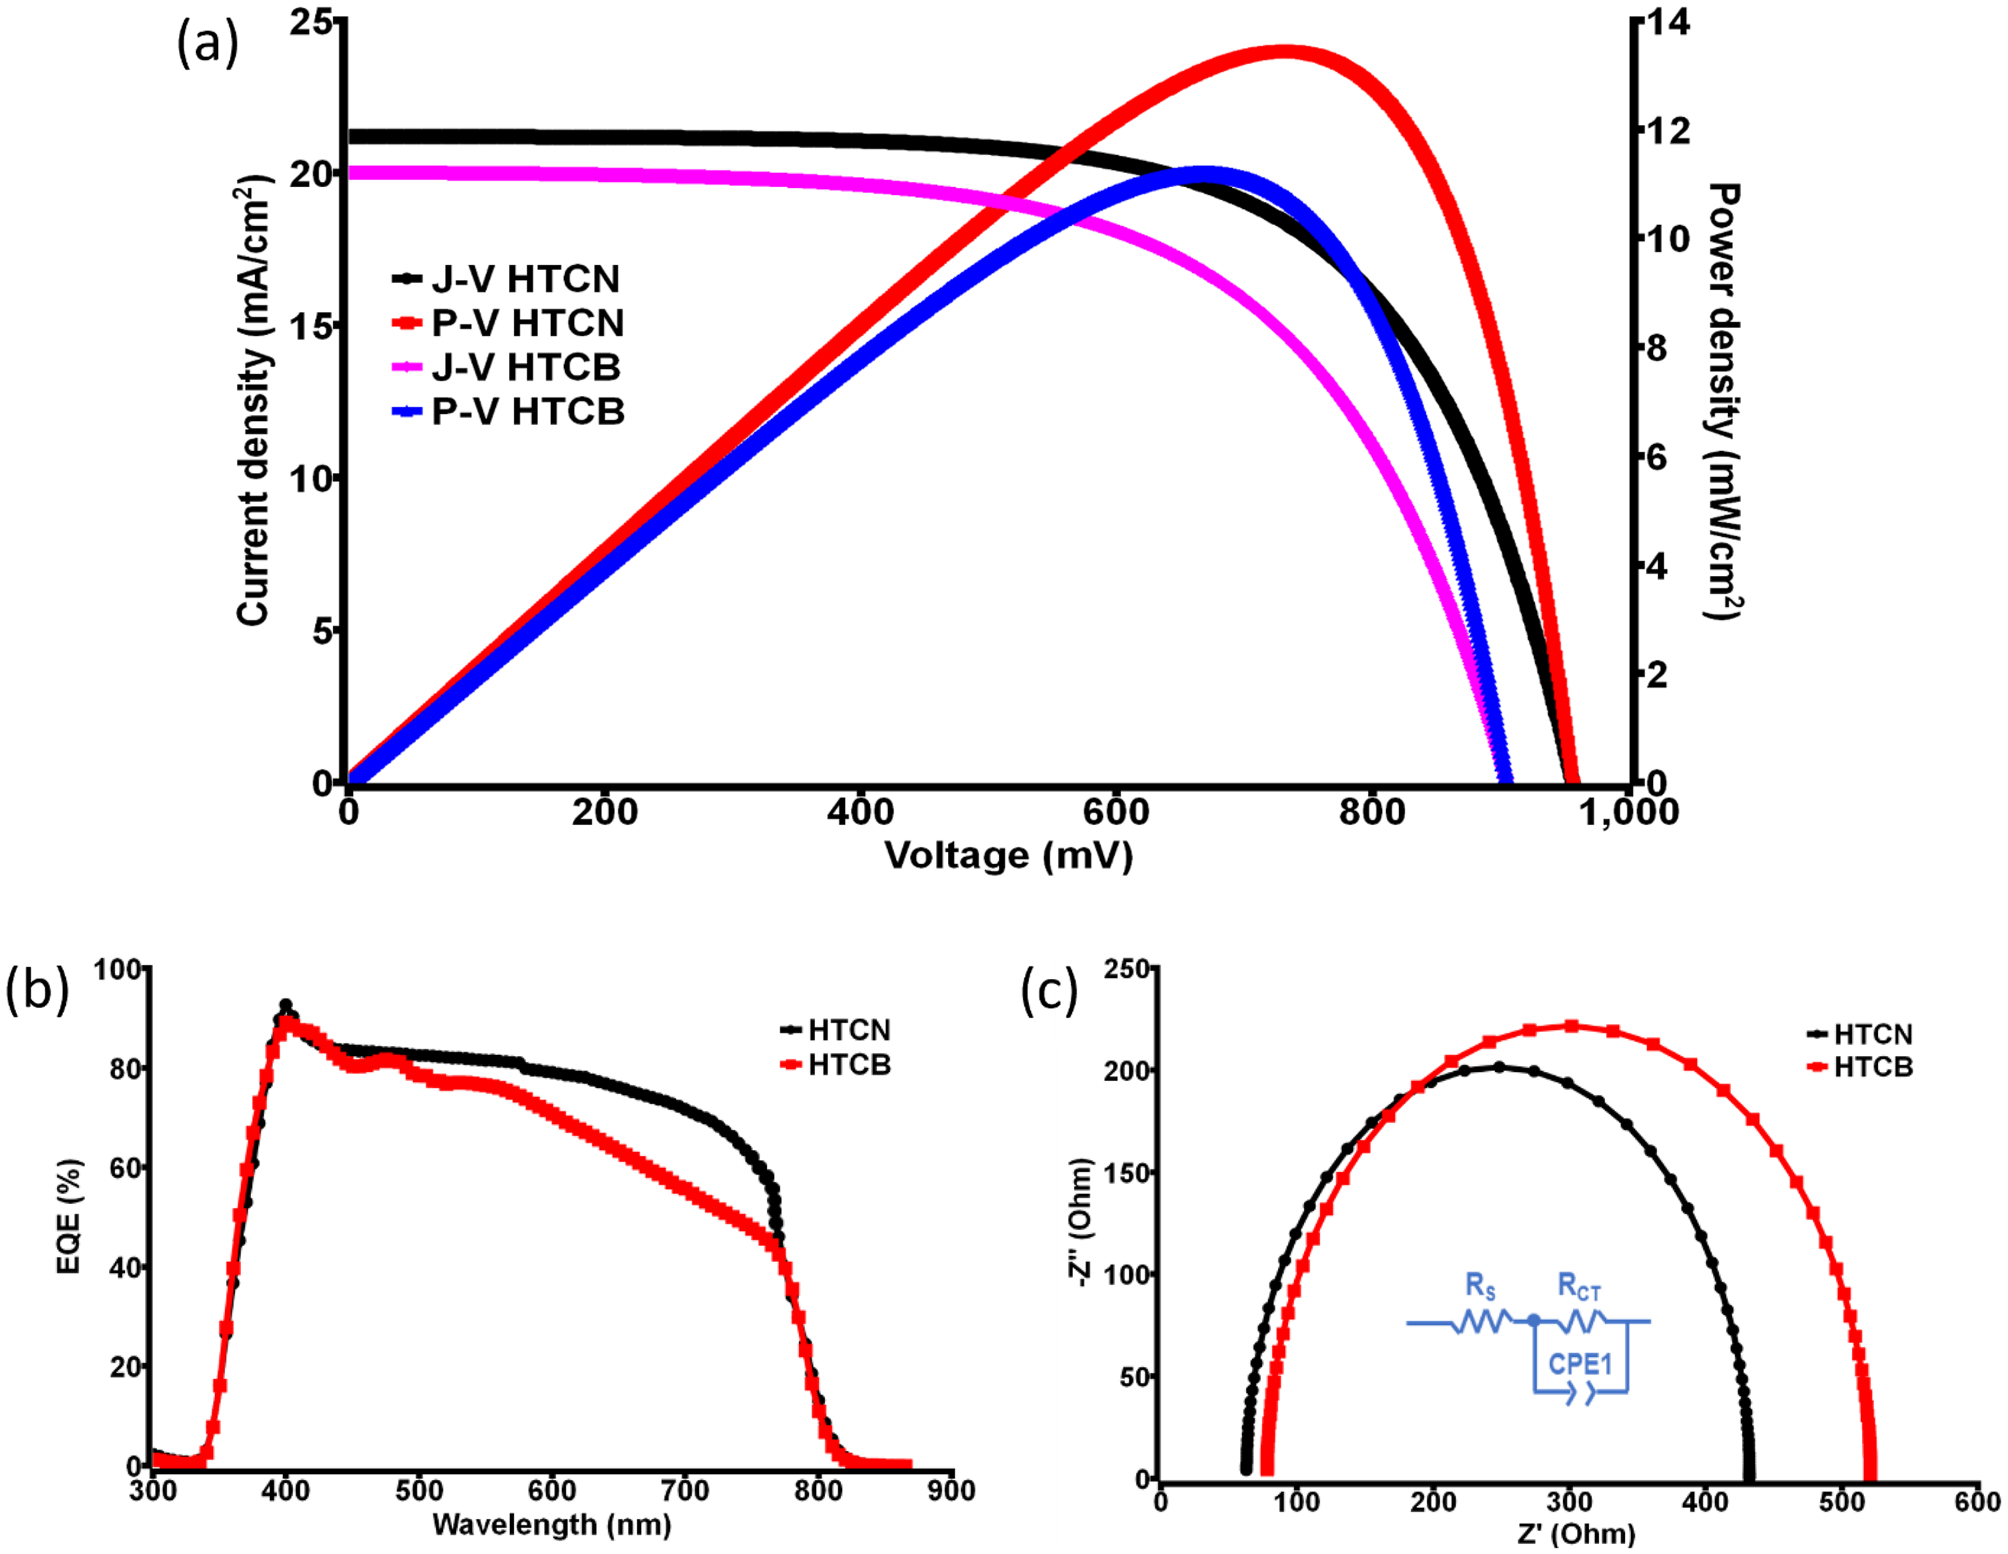 (a)
25
20
15
10
5
0
Current density (mA/cm²)
14
12
10
8
6
4
2
0
Power density (mW/cm²)
J-V HTCN
P-V HTCN
J-V HTCB
P-V HTCB
0 200 400 600 800 1,000
Voltage (mV)
(b)
100
80
60
40
20
0
EQE (%)
HTCN
HTCB
300 400 500 600 700 800 900
Wavelength (nm)
(c)
250
200
150
100
50
0
-Z'' (Ohm)
HTCN
HTCB
RS RCT
CPE1
0 100 200 300 400 500 600
Z' (Ohm)